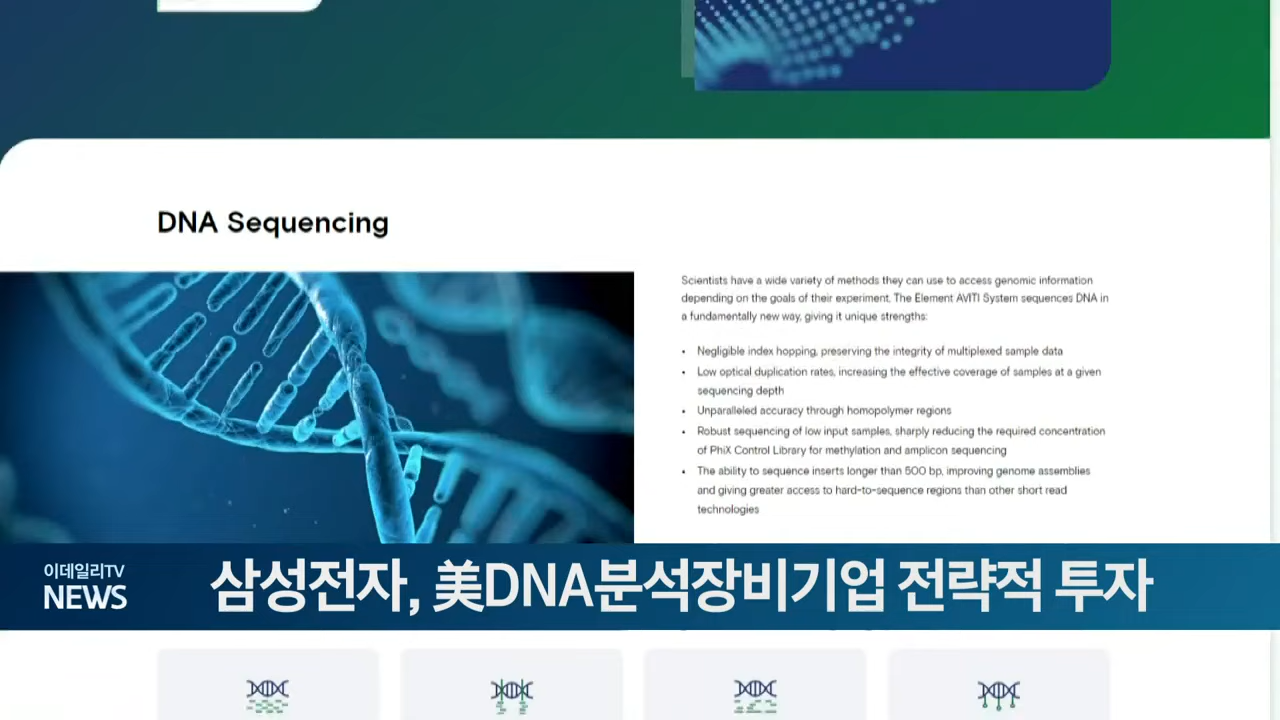 DNA Sequencing
Scientists have a wide variety of methods they can use to access genomic information
depending on the goals of their experiment. The Element AVITI System sequences DNA in
a fundamentally new way, giving it unique strengths:
• Negligible index hopping, preserving the integrity of multiplexed sample data
• Low optical duplication rates, increasing the effective coverage of samples at a given
sequencing depth
• Unparalleled accuracy through homopolymer regions
• Robust sequencing of low input samples, sharply reducing the required concentration
of PhiX Control Library for methylation and amplicon sequencing
• The ability to sequence inserts longer than 500 bp, improving genome assemblies
and giving greater access to hard-to-sequence regions than other short read
technologies
이데일리TV
NEWS
삼성전자, 美DNA분석장비기업 전략적 투자